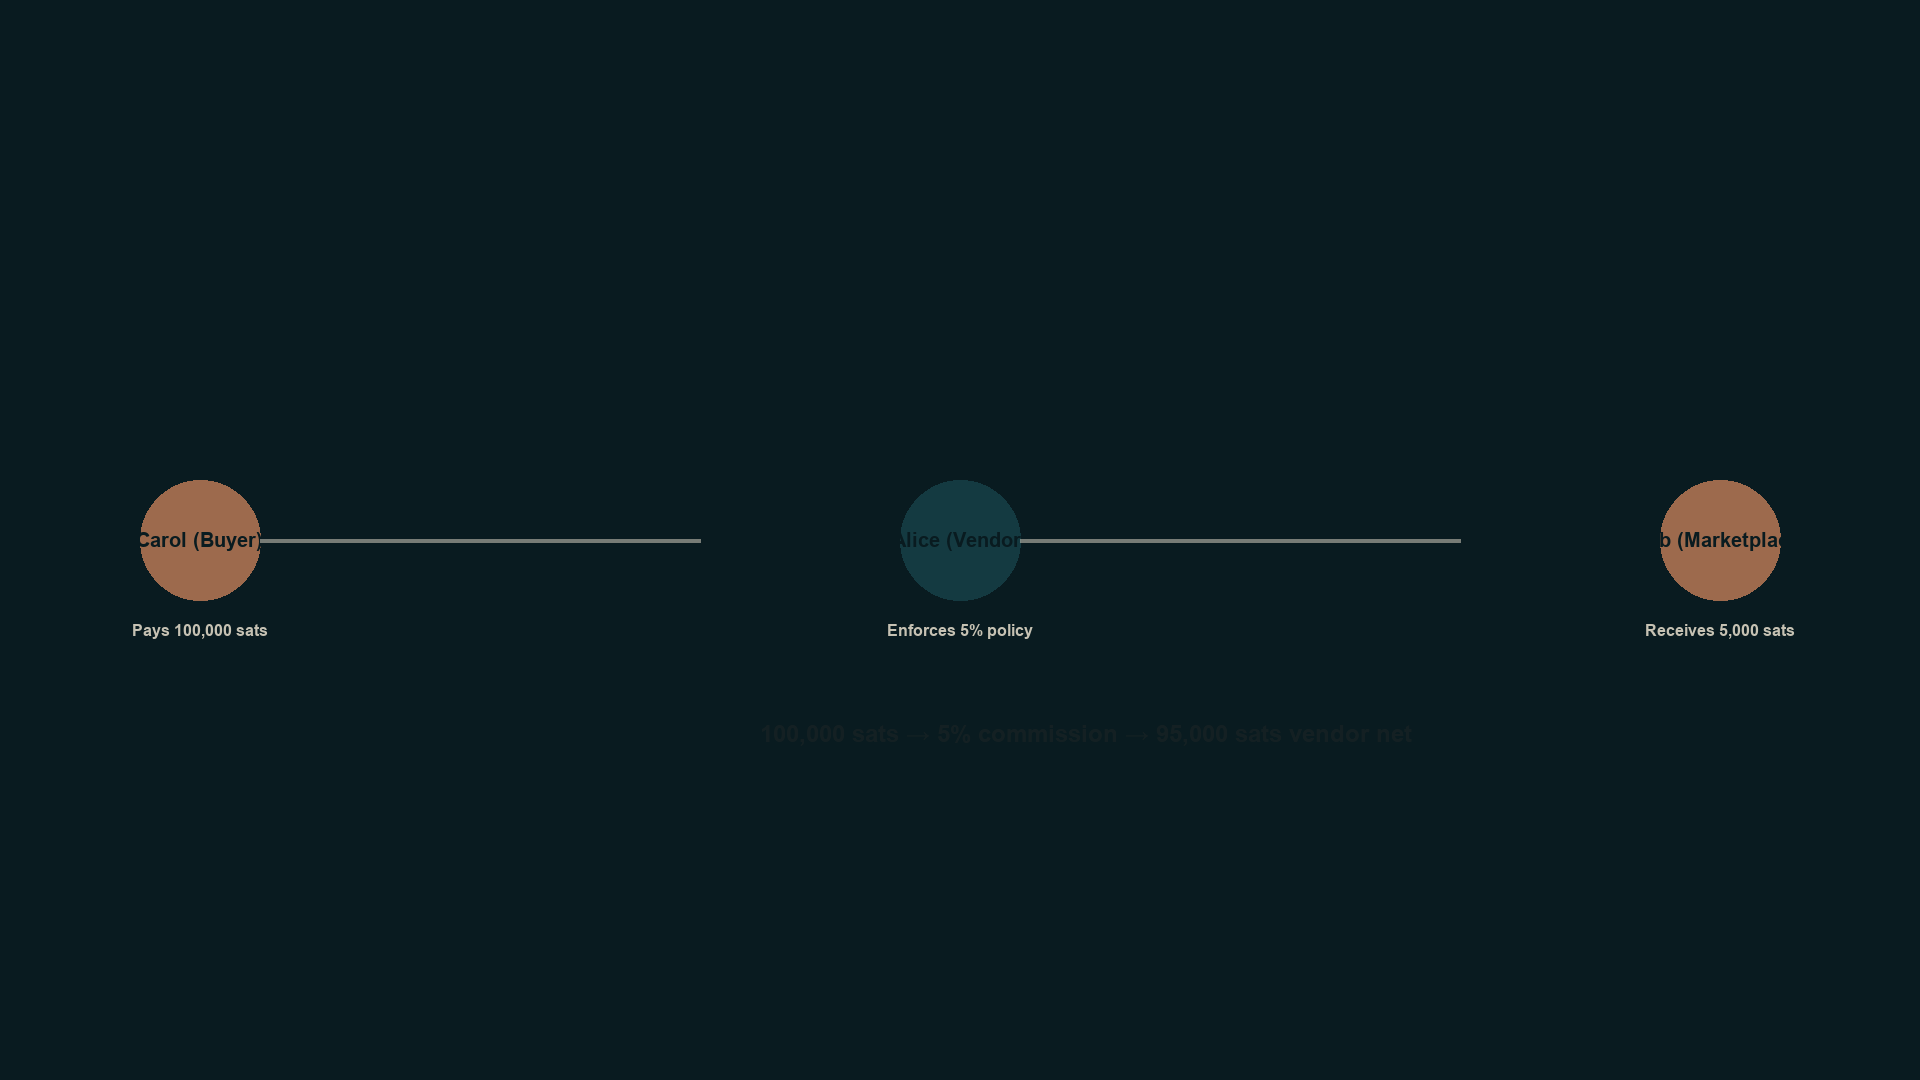 Carol (Buyer)
Alice (Vendor
b (Marketplac
Pays 100,000 sats
Enforces 5% policy
Receives 5,000 sats
100,000 sats → 5% commission → 95,000 sats vendor net